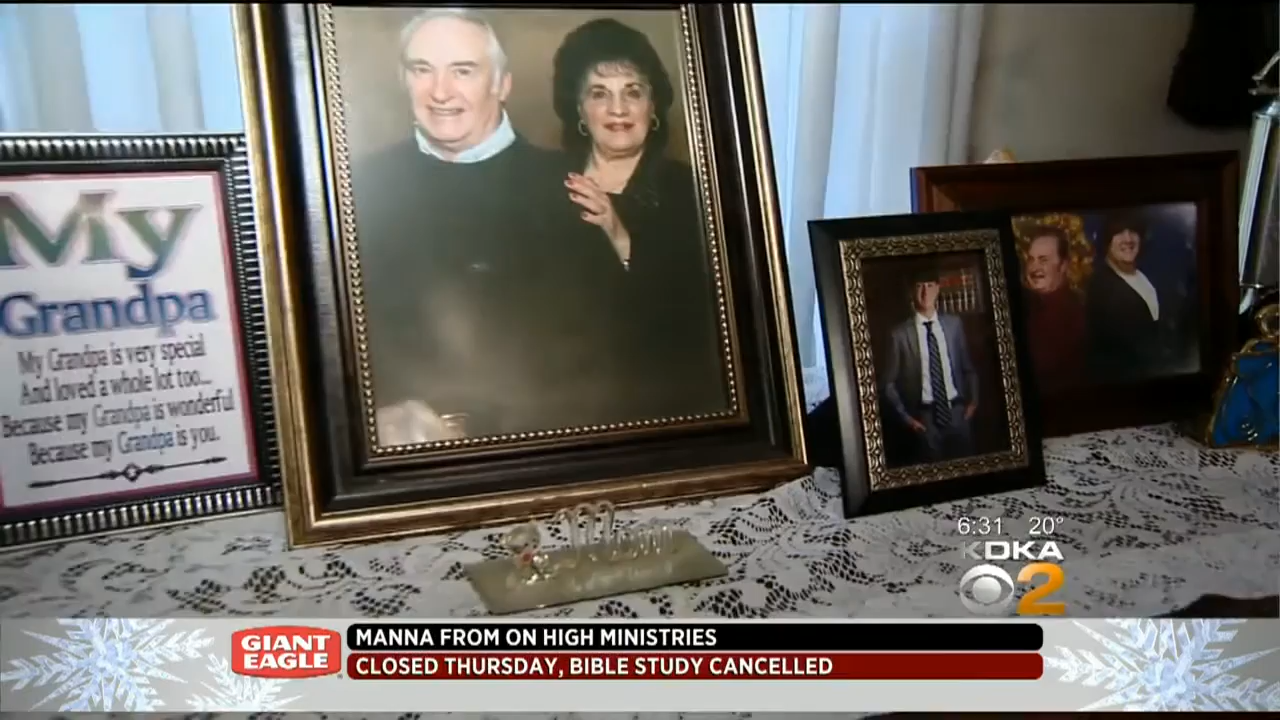 My
Grandpa
My Grandpa is very special
And loved a whole lot too...
Because my Grandpa is wonderful
Because my Grandpa is you.
6:31 20°
KDKA
2
GIANT
EAGLE
MANNA FROM ON HIGH MINISTRIES
CLOSED THURSDAY, BIBLE STUDY CANCELLED